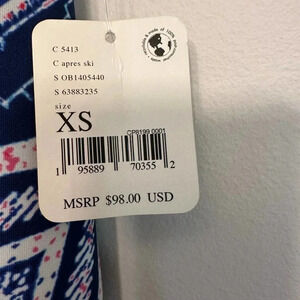 C 5413
C apres ski
S OB1405440
S 63883235
size
XS
CP8199 0001
1 95889 70355 2
MSRP $98.00 USD